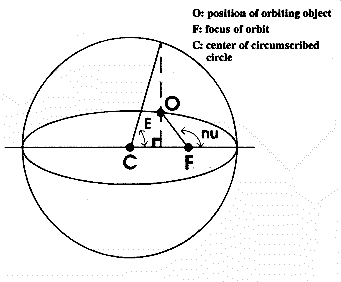 O: position of orbiting object
F: focus of orbit
C: center of circumscribed
circle
O
E
nu
C
F